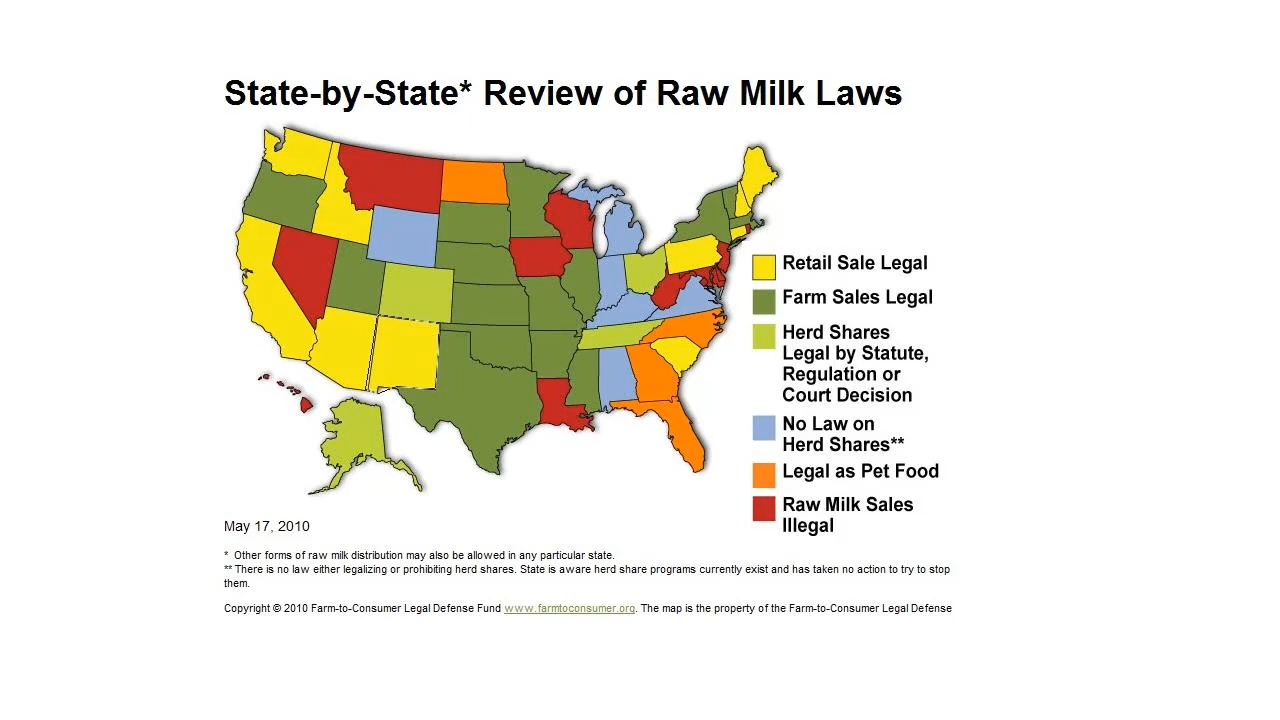 State-by-State* Review of Raw Milk Laws
Retail Sale Legal
Farm Sales Legal
Herd Shares
Legal by Statute,
Regulation or
Court Decision
No Law on
Herd Shares**
Legal as Pet Food
Raw Milk Sales
Illegal
May 17, 2010
* Other forms of raw milk distribution may also be allowed in any particular state.
** There is no law either legalizing or prohibiting herd shares. State is aware herd share programs currently exist and has taken no action to try to stop
them.
Copyright © 2010 Farm-to-Consumer Legal Defense Fund www.farmtoconsumer.org. The map is the property of the Farm-to-Consumer Legal Defense